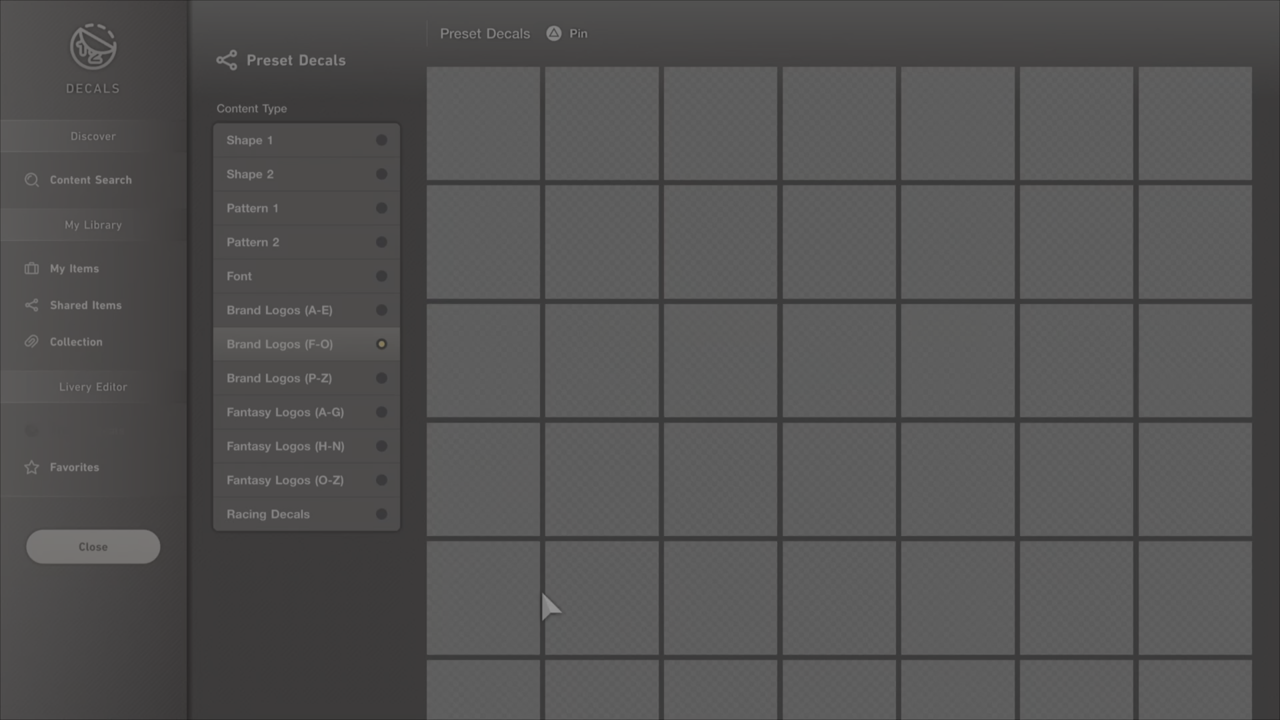 DECALS
Discover
Content Search
My Library
My Items
Shared Items
Collection
Livery Editor
Favorites
Close
Preset Decals
Content Type
Shape 1
Shape 2
Pattern 1
Pattern 2
Font
Brand Logos (A-E)
Brand Logos (F-O)
Brand Logos (P-Z)
Fantasy Logos (A-G)
Fantasy Logos (H-N)
Fantasy Logos (O-Z)
Racing Decals
Preset Decals Pin